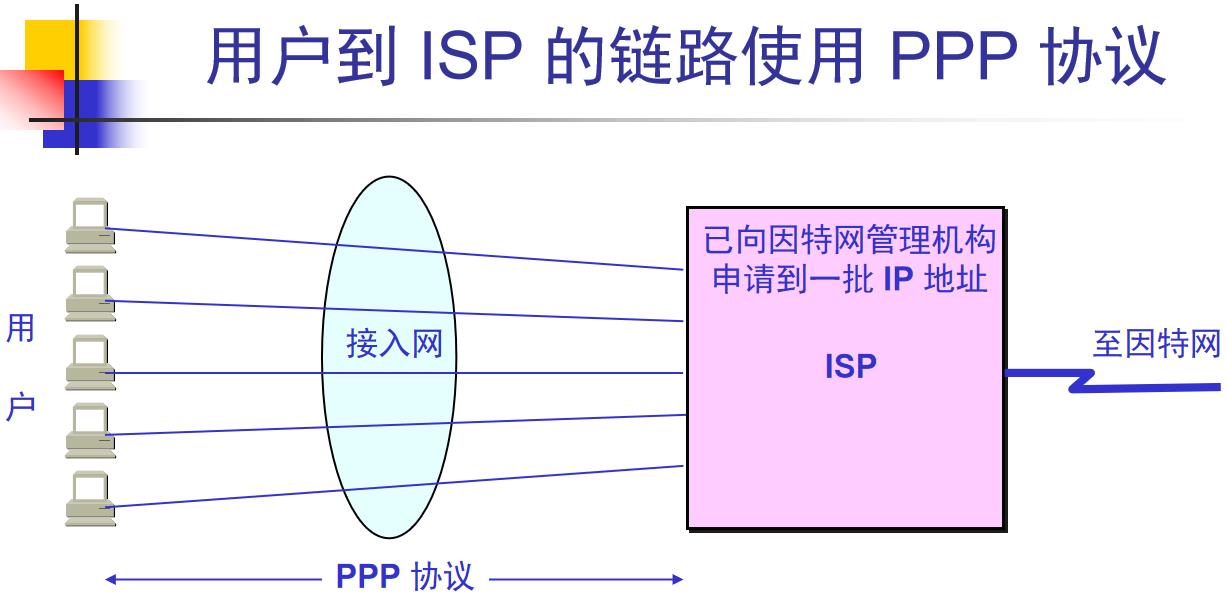 用户到 ISP 的链路使用 PPP 协议
已向因特网管理机构
申请到一批 IP 地址
用
户
接入网
ISP
至因特网
PPP 协议